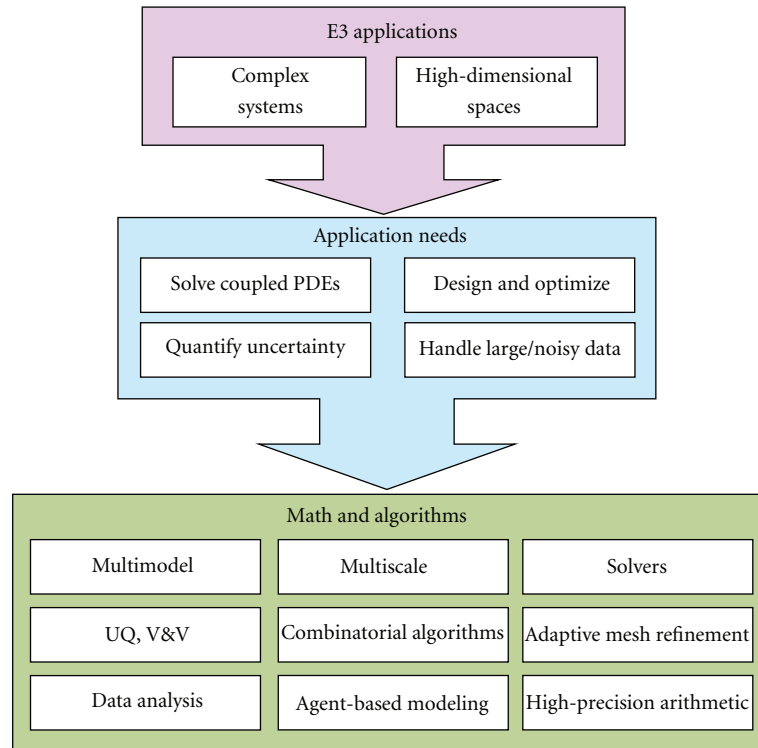 E3 applications
Complex
systems
High-dimensional
spaces
Application needs
Solve coupled PDEs
Design and optimize
Quantify uncertainty
Handle large/noisy data
Math and algorithms
Multimodel
Multiscale
Solvers
UQ, V&V
Combinatorial algorithms
Adaptive mesh refinement
Data analysis
Agent-based modeling
High-precision arithmetic